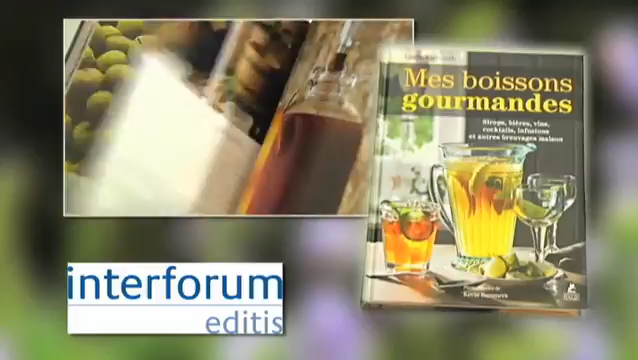 Mes boissons
gourmandes
Sirops, bières, vins,
cocktails, infusions
et autres breuvages maison
interforum
editis